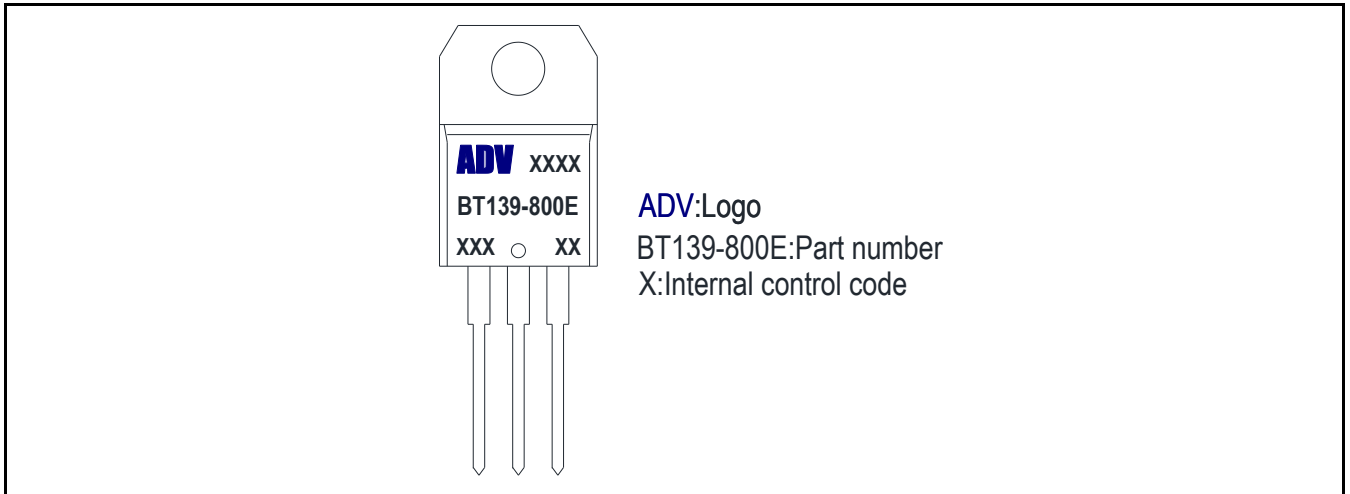 ADV XXXX
BT139-800E
XXX XX
ADV:Logo
BT139-800E:Part number
X:Internal control code